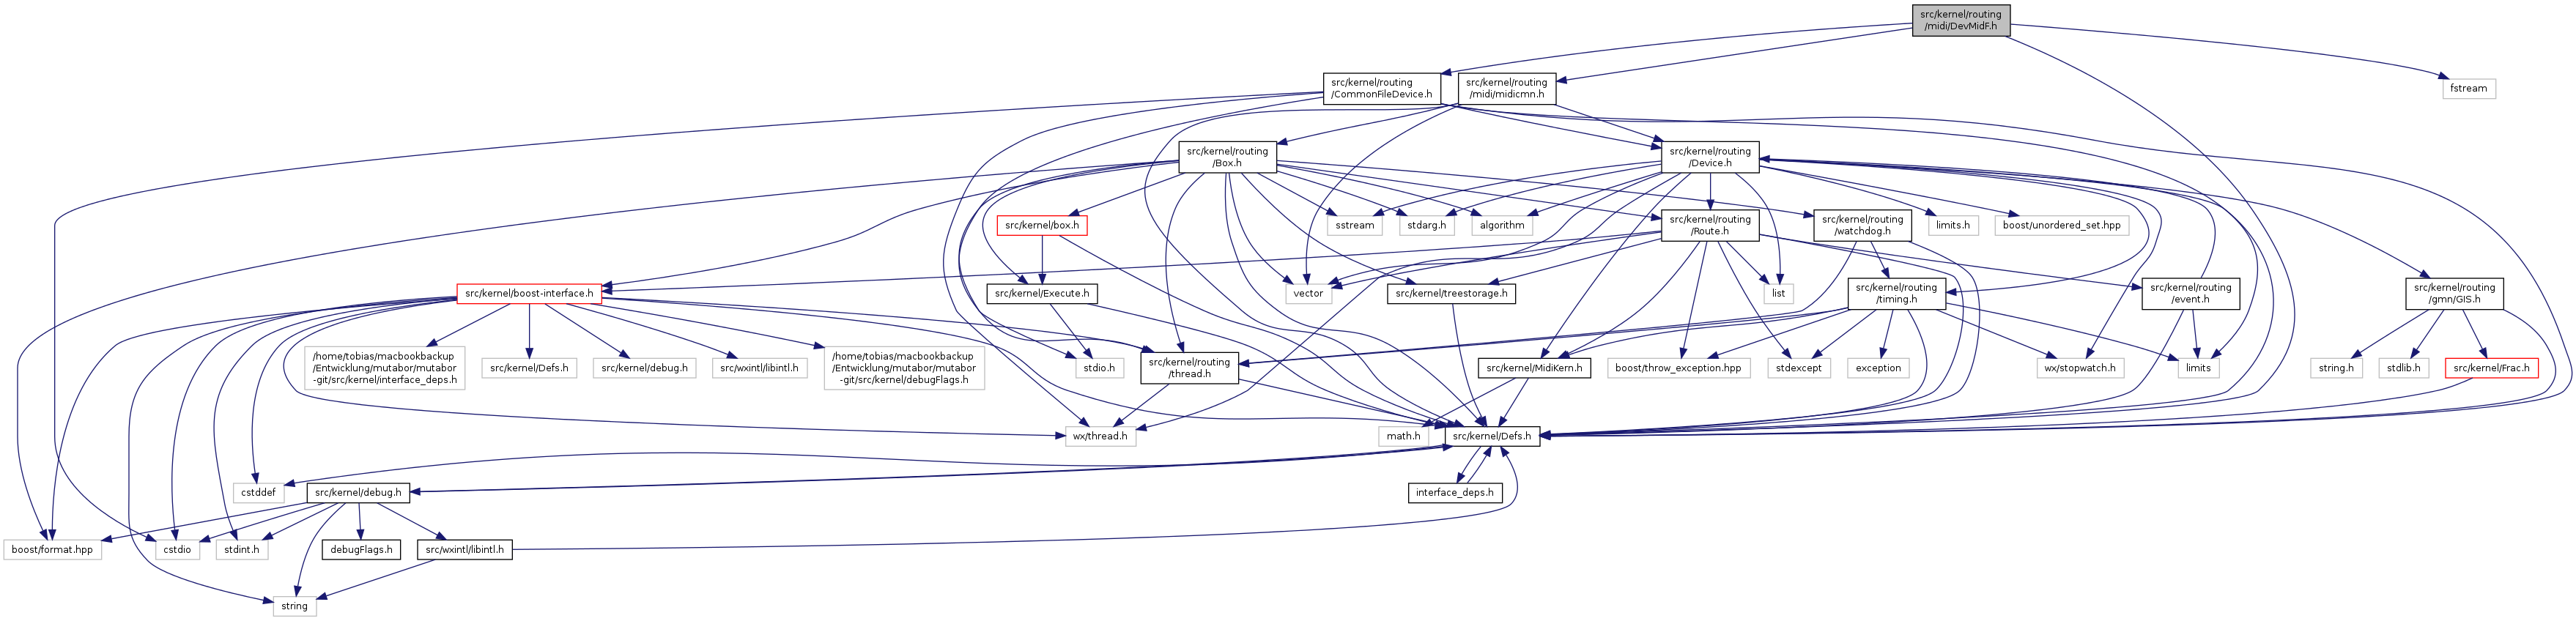 src/kernel/routing
/midi/DevMidF.h
src/kernel/routing
/CommonFileDevice.h
src/kernel/routing
/midi/midicmn.h
fstream
src/kernel/routing
/Box.h
src/kernel/routing
/Device.h
src/kernel/box.h
sstream
stdarg.h
algorithm
src/kernel/routing
/Route.h
src/kernel/routing
/watchdog.h
limits.h
boost/unordered_set.hpp
src/kernel/boost-interface.h
src/kernel/Execute.h
vector
src/kernel/treestorage.h
list
src/kernel/routing
/timing.h
src/kernel/routing
/event.h
src/kernel/routing
/gmn/GIS.h
/home/tobias/macbookbackup
/Entwicklung/mutabor/mutabor
-git/src/kernel/interface_deps.h
src/kernel/Defs.h
src/kernel/debug.h
src/wxintl/libintl.h
/home/tobias/macbookbackup
/Entwicklung/mutabor/mutabor
-git/src/kernel/debugFlags.h
stdio.h
src/kernel/routing
/thread.h
src/kernel/MidiKern.h
boost/throw_exception.hpp
stdexcept
exception
wx/stopwatch.h
limits
string.h
stdlib.h
src/kernel/Frac.h
wx/thread.h
math.h
src/kernel/Defs.h
cstddef
src/kernel/debug.h
interface_deps.h
boost/format.hpp
cstdio
stdint.h
debugFlags.h
src/wxintl/libintl.h
string